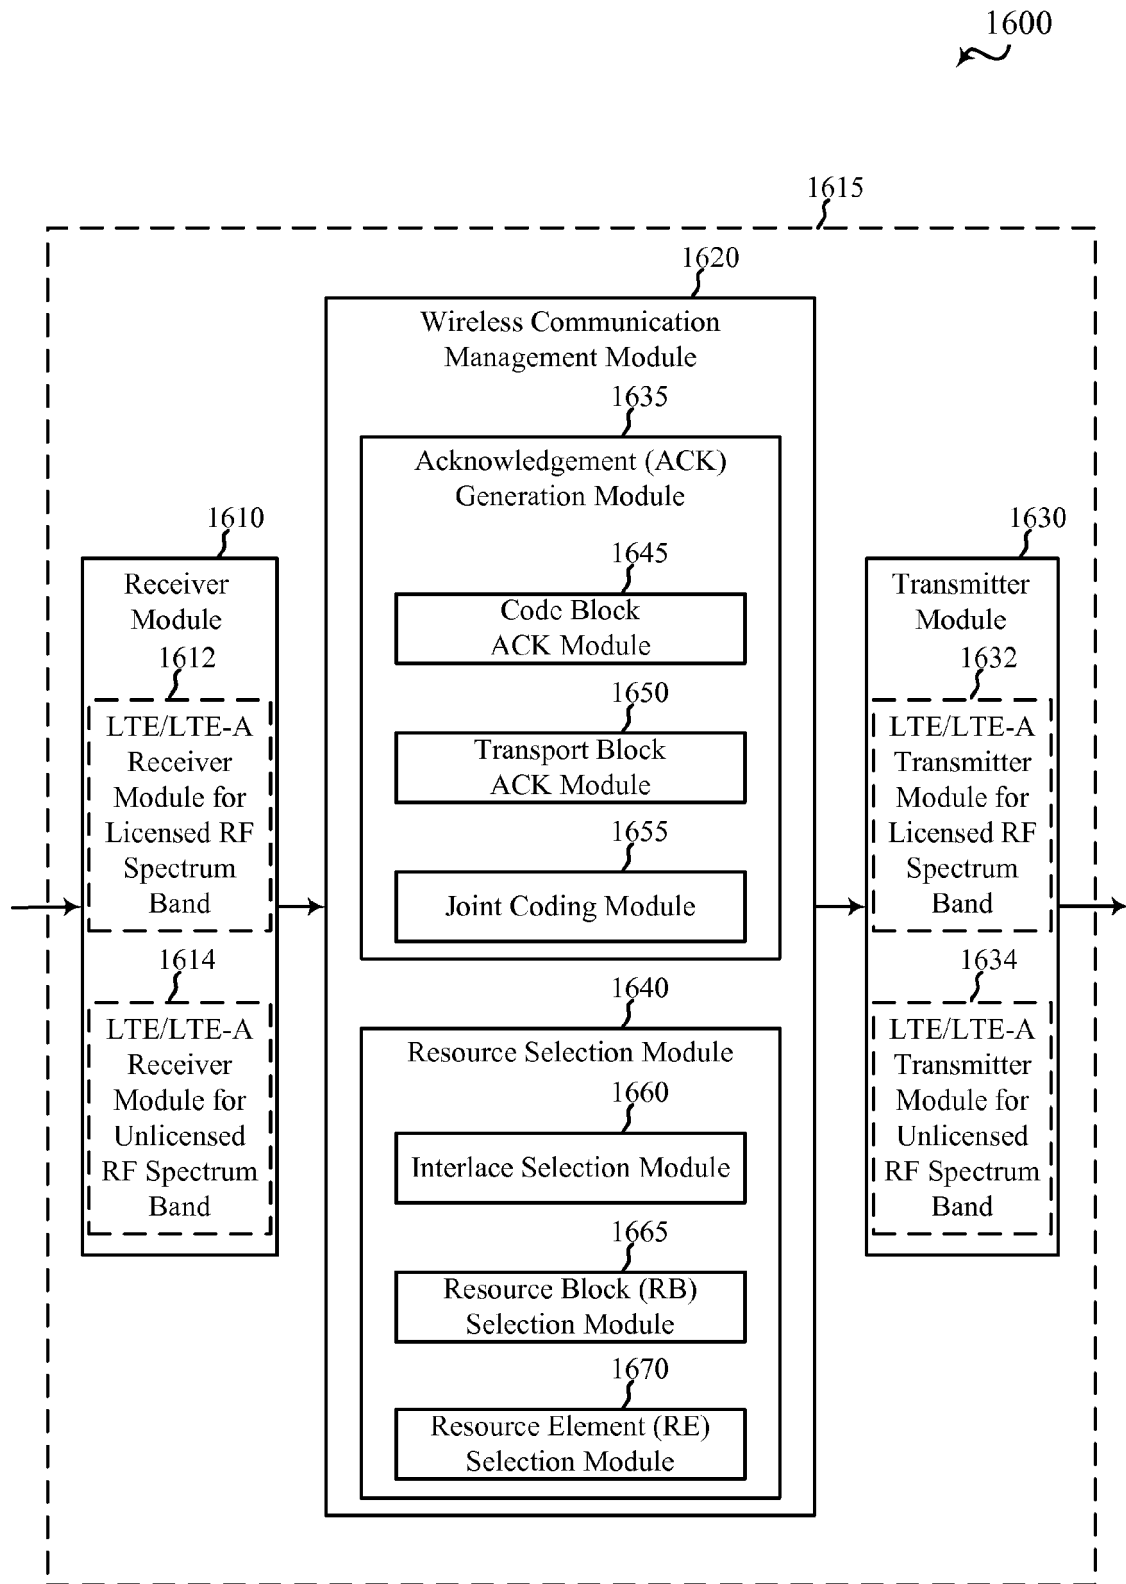 1600
1615
1620
Wireless Communication
Management Module
1635
Acknowledgement (ACK)
Generation Module
1645
Code Block
ACK Module
1650
Transport Block
ACK Module
1655
Joint Coding Module
1640
Resource Selection Module
1660
Interlace Selection Module
1665
Resource Block (RB)
Selection Module
1670
Resource Element (RE)
Selection Module
1610
Receiver
Module
1612
LTE/LTE-A
Receiver
Module for
Licensed RF
Spectrum
Band
1614
LTE/LTE-A
Receiver
Module for
Unlicensed
RF Spectrum
Band
1630
Transmitter
Module
1632
LTE/LTE-A
Transmitter
Module for
Licensed RF
Spectrum
Band
1634
LTE/LTE-A
Transmitter
Module for
Unlicensed
RF Spectrum
Band